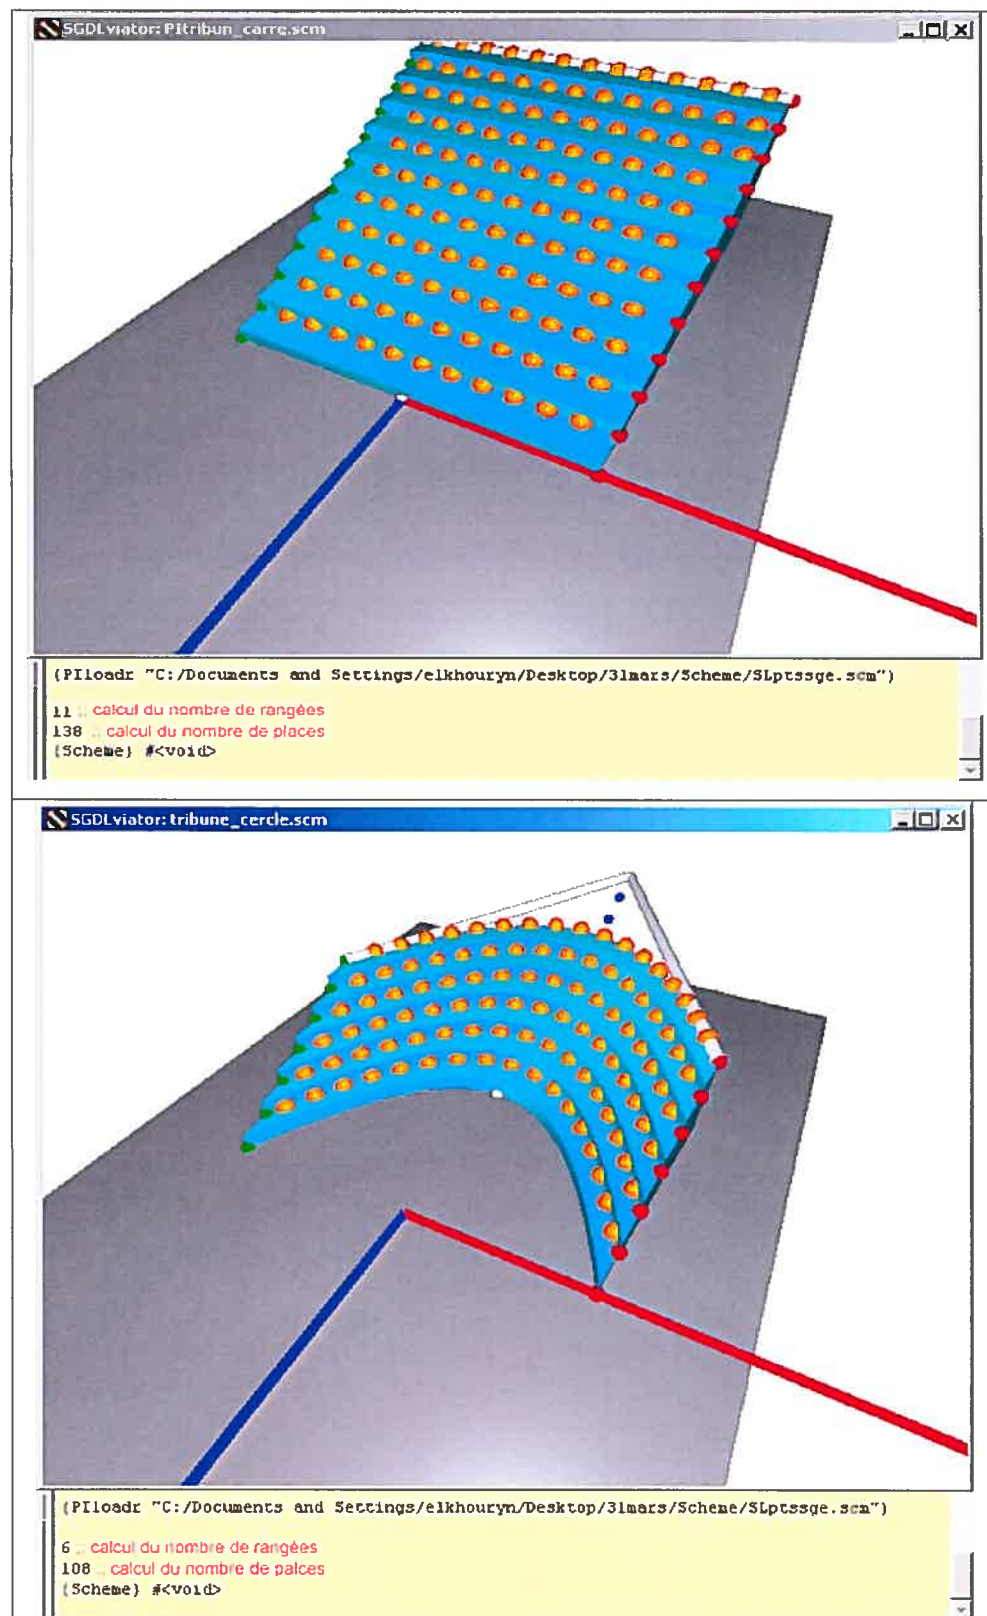 SGDLviator: PItribun_carre.scm
(PIloadr "C:/Documents and Settings/elkhouryn/Desktop/31mars/Scheme/SLptssge.scm")
11 ;; calcul du nombre de rangées
138 ;; calcul du nombre de places
(Scheme) #<void>
SGDLviator: tribune_cercle.scm
(PIloadr "C:/Documents and Settings/elkhouryn/Desktop/31mars/Scheme/SLptssge.scm")
6 ;; calcul du nombre de rangées
108 ;; calcul du nombre de palces
(Scheme) #<void>